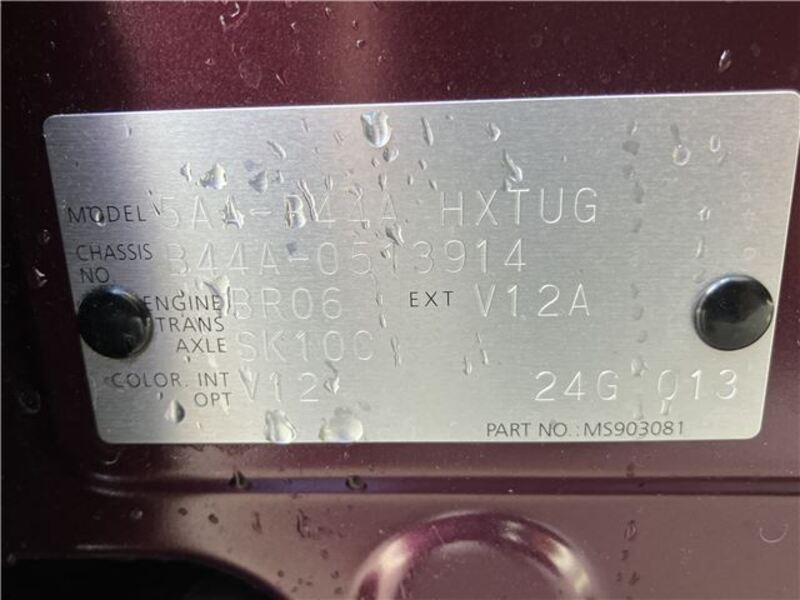 MODEL 5AA-B44A HXTUG
CHASSIS NO. B44A-0513914
ENGINE BR06 EXT V12A
TRANS AXLE SK10C
COLOR. INT V12 24G 013
OPT
PART NO.: MS903081